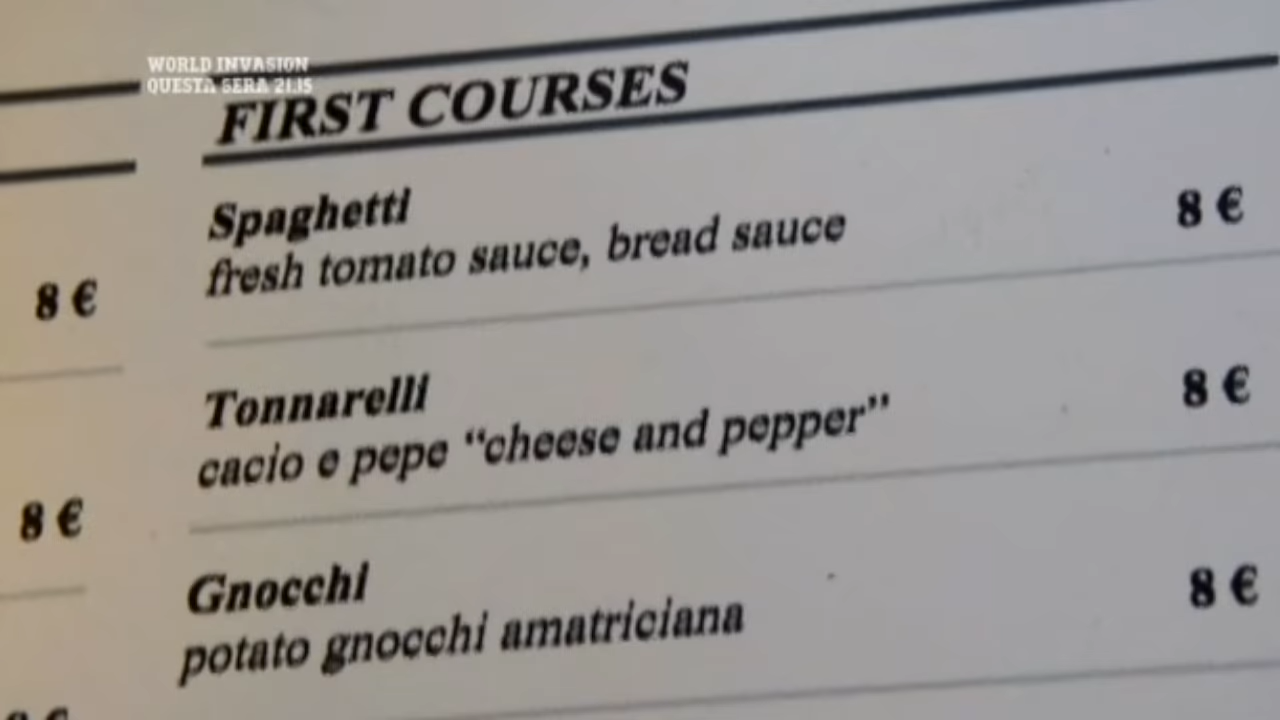 WORLD INVASION
QUESTA SERA 21.15
FIRST COURSES
Spaghetti
fresh tomato sauce, bread sauce
8 €
8 €
Tonnarelli
cacio e pepe “cheese and pepper”
8 €
8 €
Gnocchi
potato gnocchi amatriciana
8 €